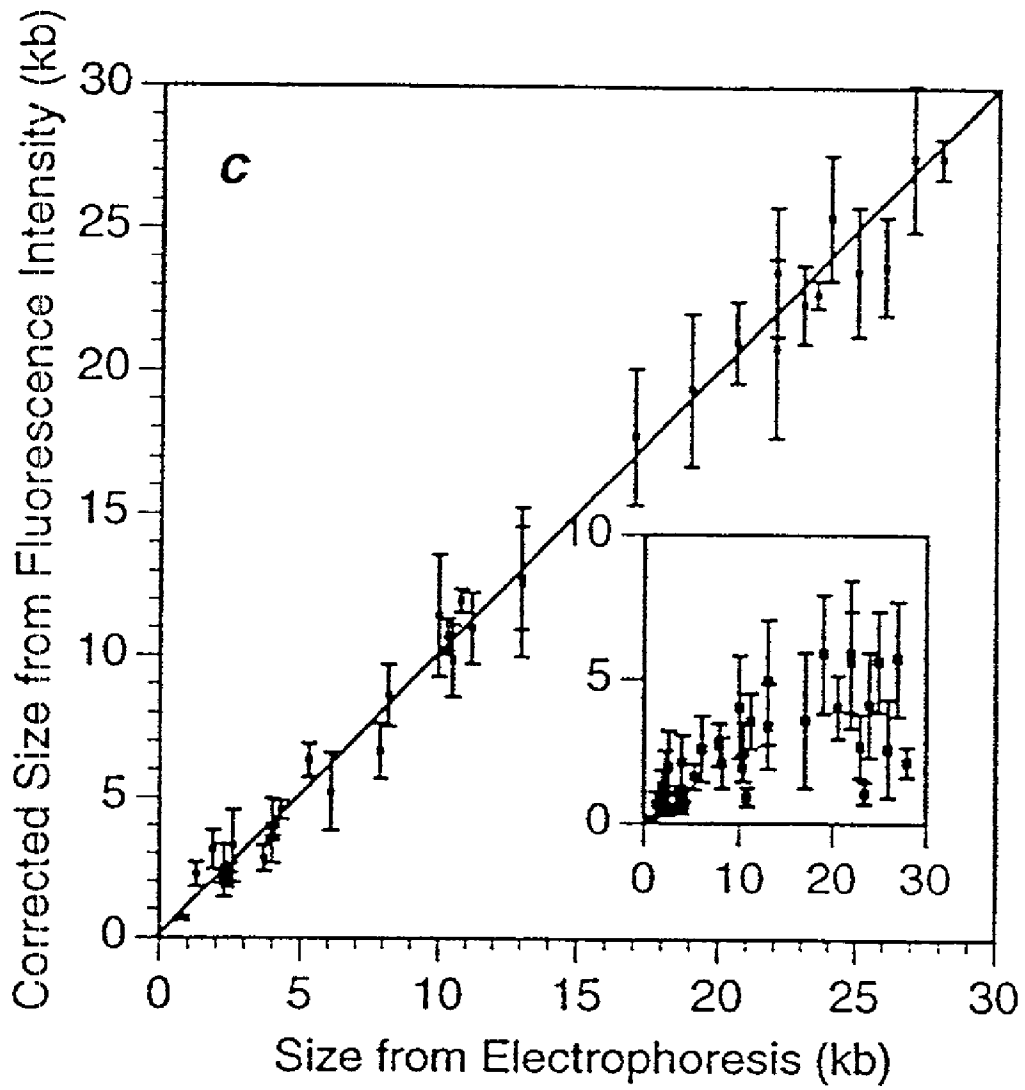 Corrected Size from Fluorescence Intensity (kb)
30
25
20
15
10
5
0
C
10
5
0
0 10 20 30
0 5 10 15 20 25 30
Size from Electrophoresis (kb)